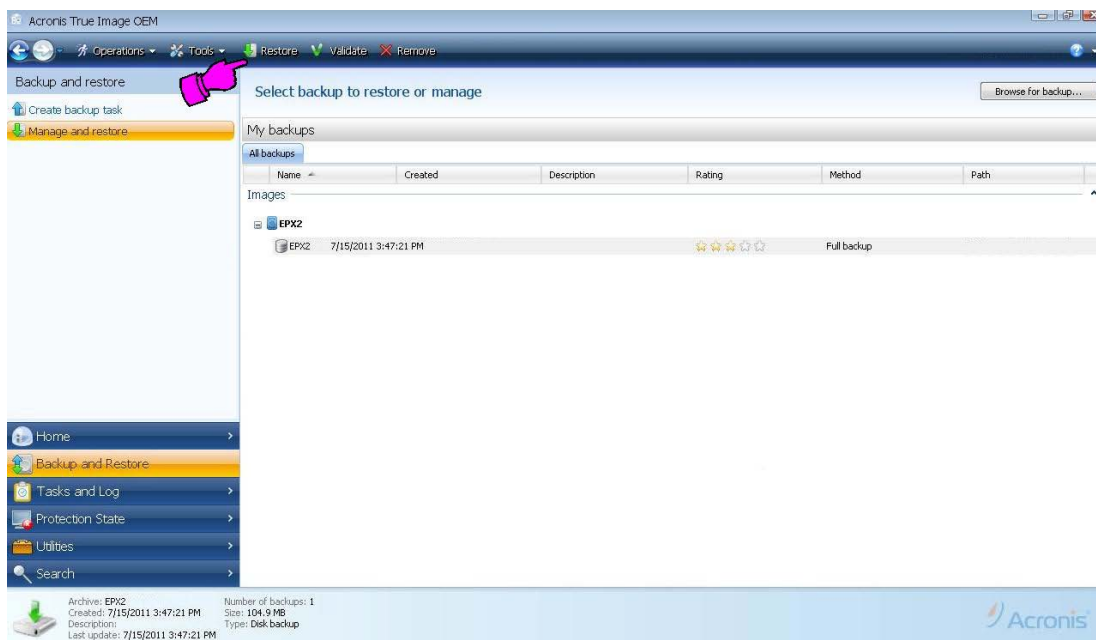 Acronis True Image OEM
Operations Tools Restore Validate Remove
Backup and restore
Create backup task
Manage and restore
Select backup to restore or manage
Browse for backup...
My backups
All backups
Name Created Description Rating Method Path
Images
EPX2
EPX2 7/15/2011 3:47:21 PM Full backup
Home
Backup and Restore
Tasks and Log
Protection State
Utilities
Search
Archive: EPX2 Number of backups: 1
Created: 7/15/2011 3:47:21 PM Size: 104.9 MB
Description: Type: Disk backup
Last update: 7/15/2011 3:47:21 PM
Acronis